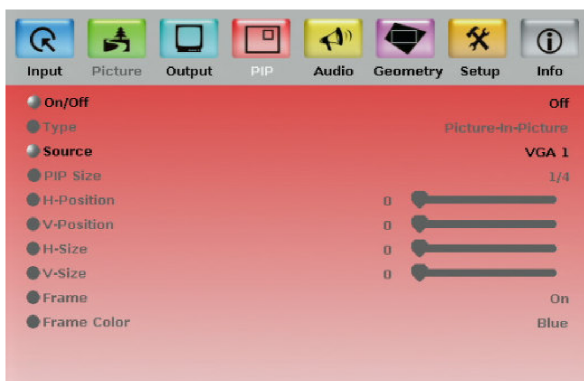 Input Picture Output PIP Audio Geometry Setup Info
On/Off Off
Type Picture-In-Picture
Source VGA 1
PIP Size 1/4
H-Position 0
V-Position 0
H-Size 0
V-Size 0
Frame On
Frame Color Blue